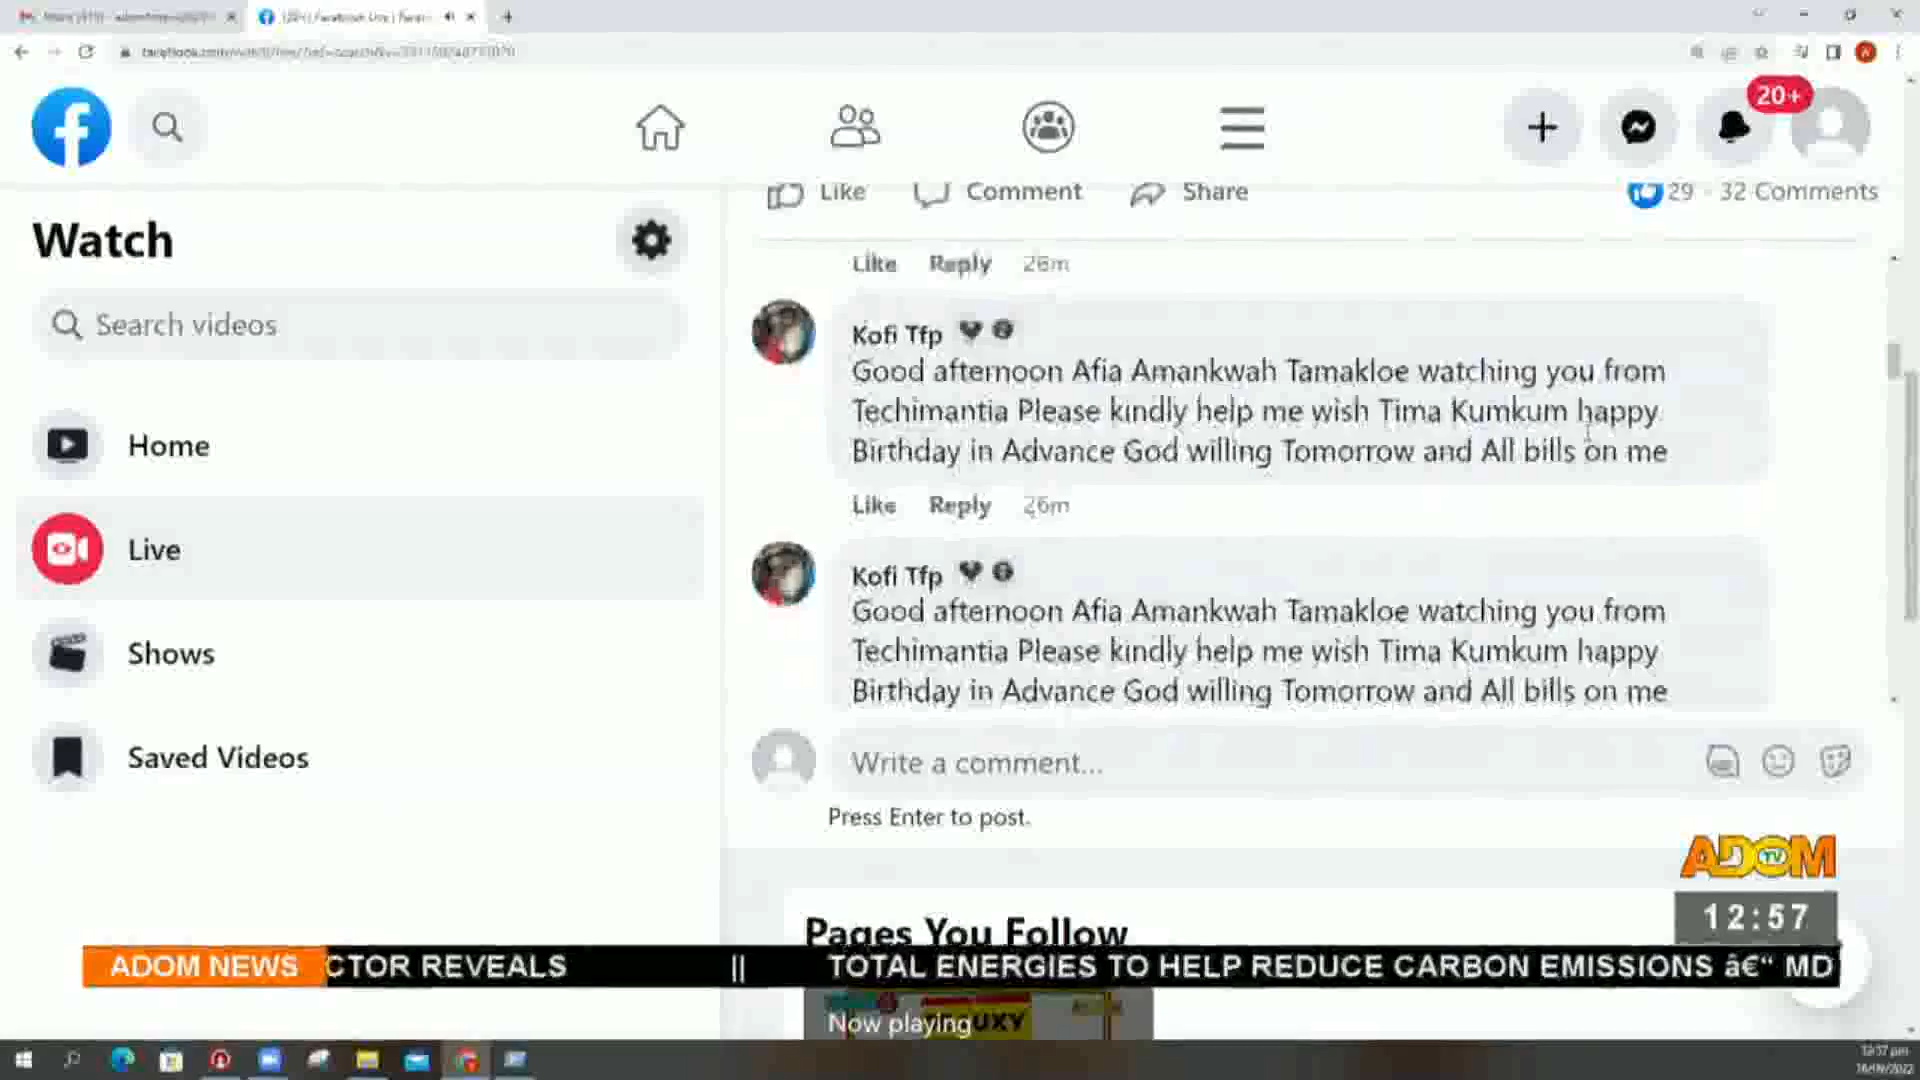 20+
Watch
Search videos
Home
Live
Shows
Saved Videos
Like Comment Share
29 - 32 Comments
Like Reply 26m
Kofi Tfp
Good afternoon Afia Amankwah Tamakloe watching you from
Techimantia Please kindly help me wish Tima Kumkum happy
Birthday in Advance God willing Tomorrow and All bills on me
Like Reply 26m
Kofi Tfp
Good afternoon Afia Amankwah Tamakloe watching you from
Techimantia Please kindly help me wish Tima Kumkum happy
Birthday in Advance God willing Tomorrow and All bills on me
Write a comment...
Press Enter to post.
ADOM TV
12:57
Pages You Follow
ADOM NEWS CTOR REVEALS || TOTAL ENERGIES TO HELP REDUCE CARBON EMISSIONS â€“ MD
Now playing